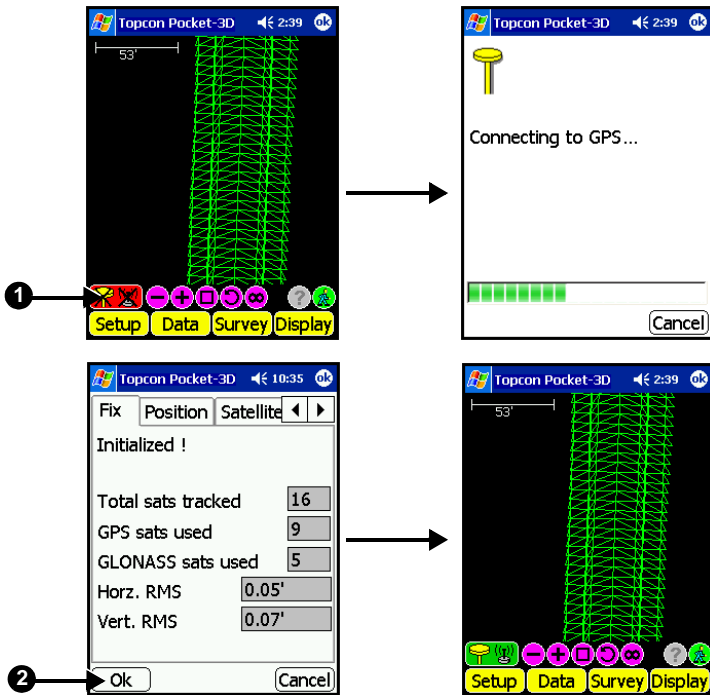 Topcon Pocket-3D 2:39 ok
53'
1
Setup Data Survey Display
Topcon Pocket-3D 2:39 ok
Connecting to GPS...
Cancel
Topcon Pocket-3D 10:35 ok
Fix Position Satellite
Initialized !
Total sats tracked 16
GPS sats used 9
GLONASS sats used 5
Horz. RMS 0.05'
Vert. RMS 0.07'
2
Ok Cancel
Topcon Pocket-3D 2:39 ok
53'
?
Setup Data Survey Display